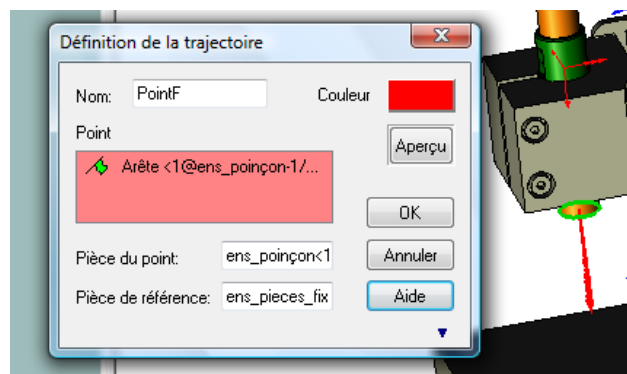 Définition de la trajectoire
Nom: PointF Couleur
Point
Arête <1@ens_poinçon-1/...
Aperçu
OK
Pièce du point: ens_poinçon<1 Annuler
Pièce de référence: ens_pieces_fix Aide